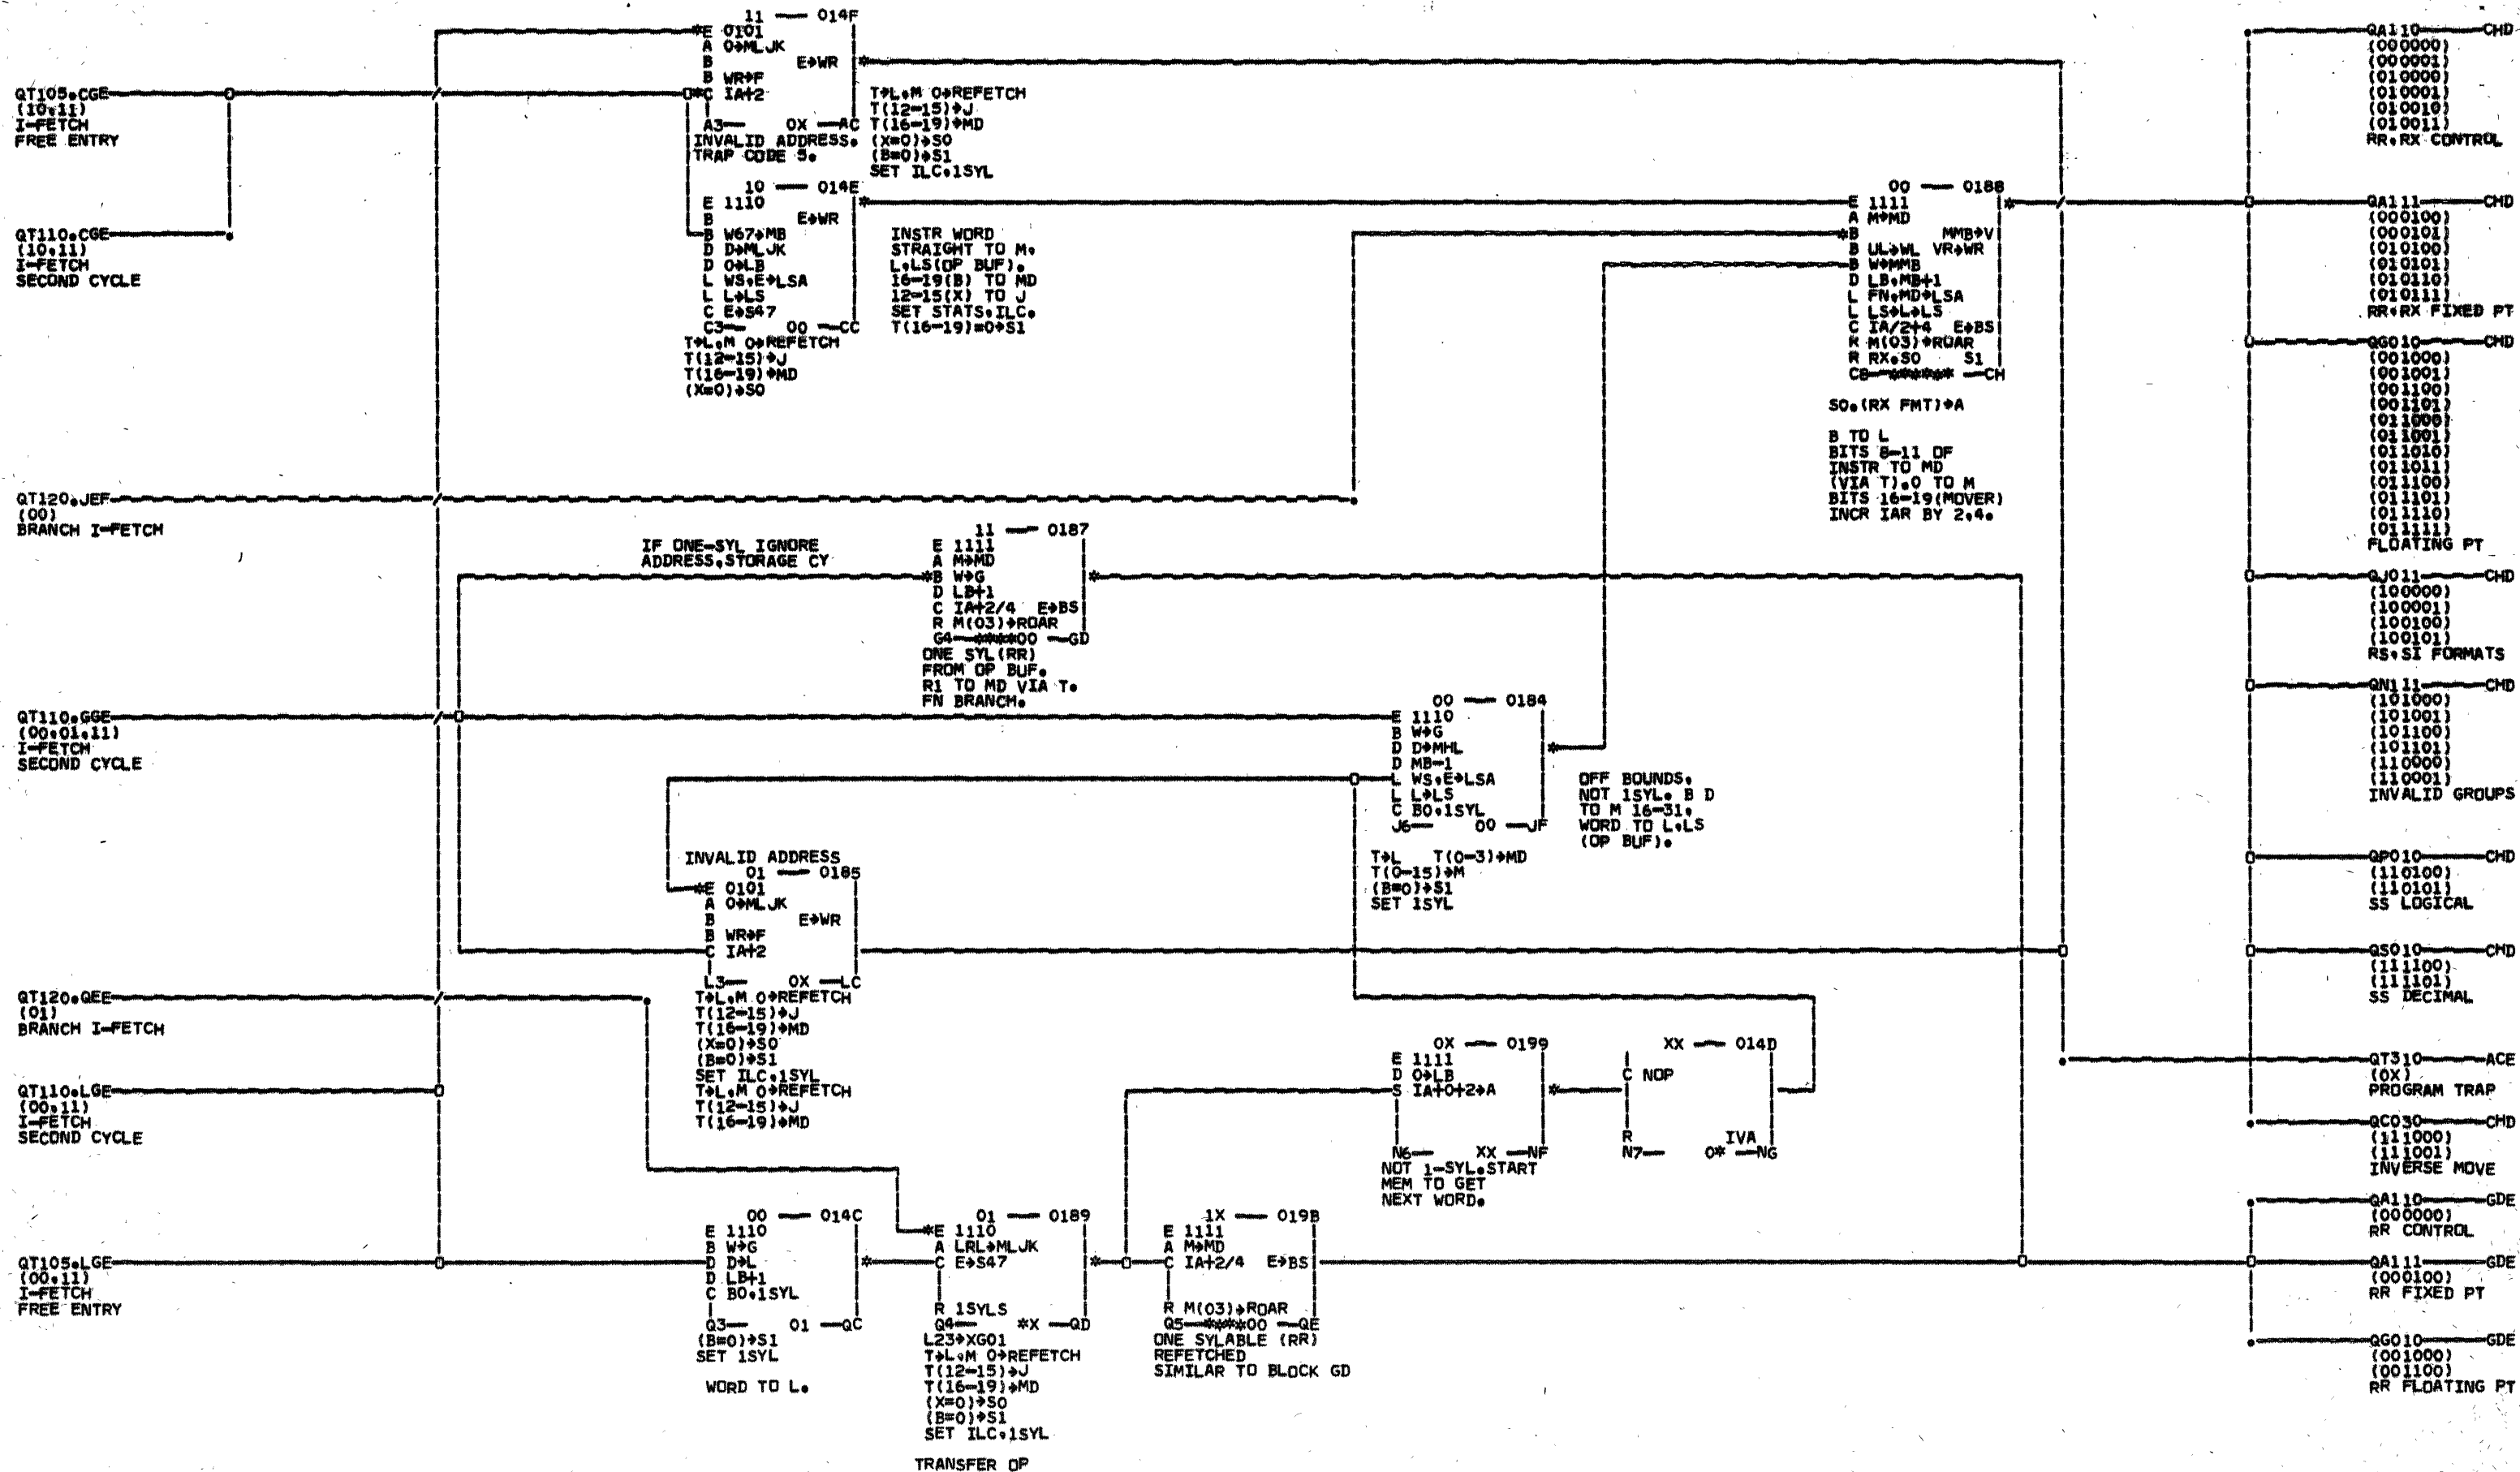 QT105.CGE
(10,11)
I-FETCH
FREE ENTRY
QT110.CGE
(10,11)
I-FETCH
SECOND CYCLE
QT120.JEF
(00)
BRANCH I-FETCH
QT110.GGE
(00,01,11)
I-FETCH
SECOND CYCLE
QT120.QEE
(01)
BRANCH I-FETCH
QT110.LGE
(00,11)
I-FETCH
SECOND CYCLE
QT105.LGE
(00,11)
I-FETCH
FREE ENTRY
11 — 014F
*E 0101
A 0→MLJK
B E→WR *
B WR→F
*C IA+2
A3— 0X —AC
INVALID ADDRESS.
TRAP CODE 5.
T→L,M 0→REFETCH
T(12-15)→J
T(16-19)→MD
(X=0)→S0
(B=0)→S1
SET ILC,1SYL
10 — 014E
E 1110 *
B E→WR
B W67→MB
D D→MLJK
D 0→LB
L WS,E→LSA
L L→LS
C E→S47
C3— 00 —CC
T→L,M 0→REFETCH
T(12-15)→J
T(16-19)→MD
(X=0)→S0
INSTR WORD
STRAIGHT TO M,
L,LS(OP BUF).
16-19(B) TO MD
12-15(X) TO J
SET STATS,ILC.
T(16-19)=0→S1
00 — 0188
E 1111 *
A M→MD
*B MMB→V
B UL→WL VR→WR
B W→MMB
D LB,MB+1
L FN,MD→LSA
L LS→L→LS
C IA/2+4 E→BS
R M(03)→ROAR
R RX.S0 S1
CB—****** —CH
S0.(RX FMT)→A
B TO L
BITS 8-11 OF
INSTR TO MD
(VIA T).0 TO M
BITS 16-19(MOVER)
INCR IAR BY 2,4.
IF ONE-SYL IGNORE
ADDRESS,STORAGE CY
11 — 0187
E 1111
A M→MD
*B W→G *
D LB+1
C IA+2/4 E→BS
R M(03)→ROAR
G4—****00 —GD
ONE SYL(RR)
FROM OP BUF.
R1 TO MD VIA T.
FN BRANCH.
00 — 0184
E 1110
B W→G
D D→MHL *
D MB-1
L WS,E→LSA
L L→LS
C B0,1SYL
J6— 00 —JF
T→L T(0-3)→MD
T(0-15)→M
(B=0)→S1
SET 1SYL
OFF BOUNDS,
NOT 1SYL. B D
TO M 16-31,
WORD TO L,LS
(OP BUF).
INVALID ADDRESS
01 — 0185
*E 0101
A 0→MLJK
B E→WR
B WR→F
C IA+2
L3— 0X —LC
T→L,M 0→REFETCH
T(12-15)→J
T(16-19)→MD
(X=0)→S0
(B=0)→S1
SET ILC,1SYL
T→L,M 0→REFETCH
T(12-15)→J
T(16-19)→MD
0X — 0199
E 1111
D 0→LB
S IA+0+2→A *
N6— XX —NF
NOT 1-SYL.START
MEM TO GET
NEXT WORD.
XX — 014D
C NOP
R IVA
N7— 0* —NG
00 — 014C
E 1110
B W→G
D D→L *
D LB+1
C B0,1SYL
Q3— 01 —QC
(B=0)→S1
SET 1SYL
WORD TO L.
01 — 0189
*E 1110
A LRL→MLJK
C E→S47 *
R 1SYLS
Q4— *X —QD
L23→XG01
T→L,M 0→REFETCH
T(12-15)→J
T(16-19)→MD
(X=0)→S0
(B=0)→S1
SET ILC,1SYL
TRANSFER OP
1X — 019B
E 1111
A M→MD
C IA+2/4 E→BS
R M(03)→ROAR
Q5—****00 —QE
ONE SYLABLE (RR)
REFETCHED
SIMILAR TO BLOCK GD
QA110—CHD
(000000)
(000001)
(010000)
(010001)
(010010)
(010011)
RR,RX CONTROL
QA111—CHD
(000100)
(000101)
(010100)
(010101)
(010110)
(010111)
RR,RX FIXED PT
QG010—CHD
(001000)
(001001)
(001100)
(001101)
(011000)
(011001)
(011010)
(011011)
(011100)
(011101)
(011110)
(011111)
FLOATING PT
QJ011—CHD
(100000)
(100001)
(100100)
(100101)
RS,SI FORMATS
QN111—CHD
(101000)
(101001)
(101100)
(101101)
(110000)
(110001)
INVALID GROUPS
QP010—CHD
(110100)
(110101)
SS LOGICAL
QS010—CHD
(111100)
(111101)
SS DECIMAL
QT310—ACE
(0X)
PROGRAM TRAP
QC030—CHD
(111000)
(111001)
INVERSE MOVE
QA110—GDE
(000000)
RR CONTROL
QA111—GDE
(000100)
RR FIXED PT
QG010—GDE
(001000)
(001100)
RR FLOATING PT